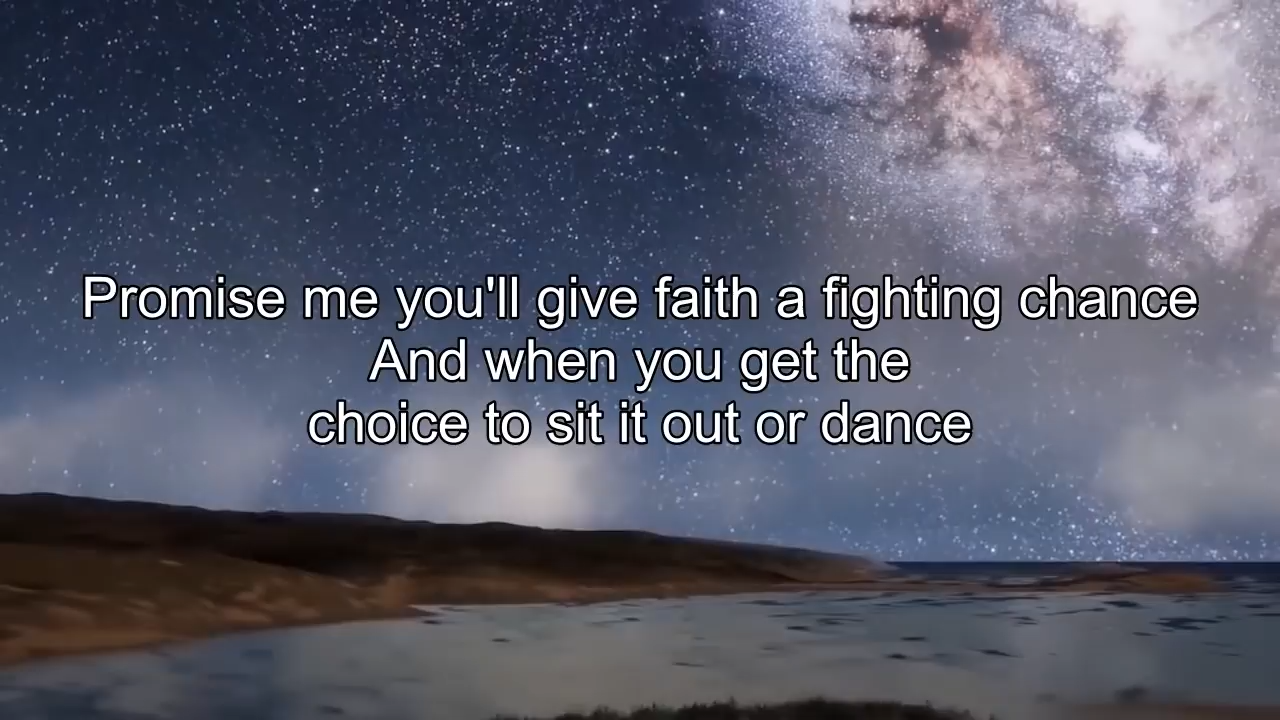 Promise me you'll give faith a fighting chance
And when you get the
choice to sit it out or dance